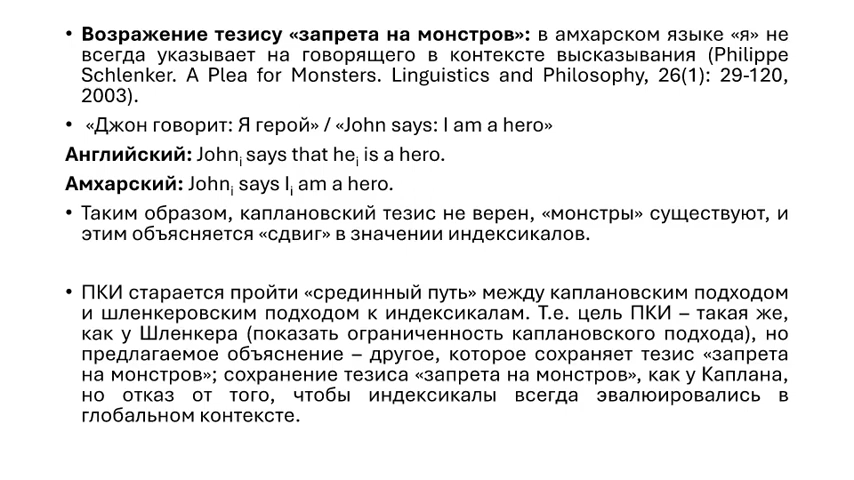 • Возражение тезису «запрета на монстров»: в амхарском языке «я» не
всегда указывает на говорящего в контексте высказывания (Philippe
Schlenker. A Plea for Monsters. Linguistics and Philosophy, 26(1): 29-120,
2003).
• «Джон говорит: Я герой» / «John says: I am a hero»
Английский: Johni says that hei is a hero.
Амхарский: Johni says Ii am a hero.
• Таким образом, каплановский тезис не верен, «монстры» существуют, и
этим объясняется «сдвиг» в значении индексикалов.
• ПКИ старается пройти «срединный путь» между каплановским подходом
и шленкеровским подходом к индексикалам. Т.е. цель ПКИ – такая же,
как у Шленкера (показать ограниченность каплановского подхода), но
предлагаемое объяснение – другое, которое сохраняет тезис «запрета
на монстров»; сохранение тезиса «запрета на монстров», как у Каплана,
но отказ от того, чтобы индексикалы всегда эвалюировались в
глобальном контексте.